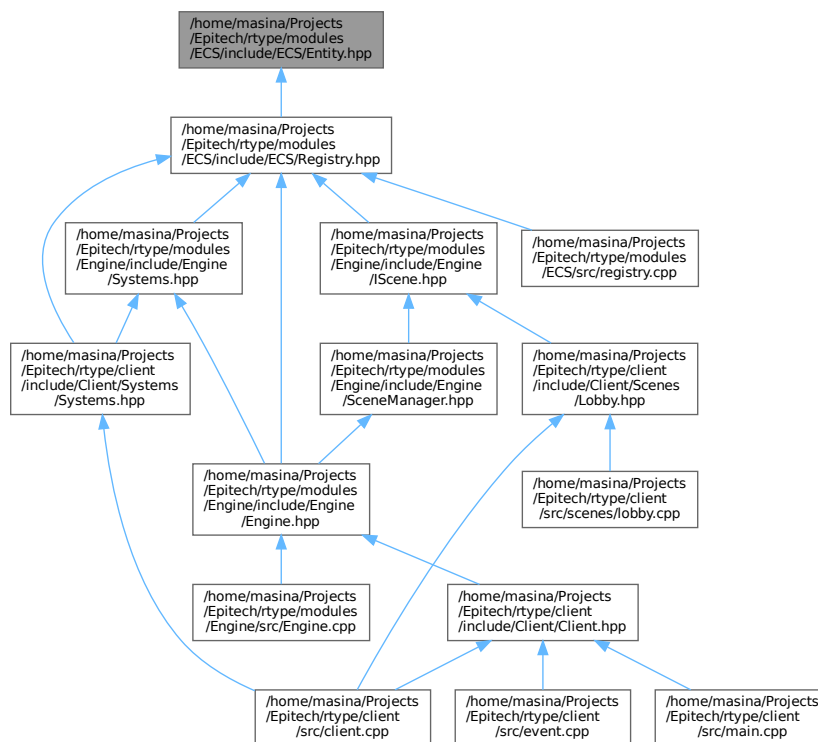 /home/masina/Projects
/Epitech/rtype/modules
/ECS/include/ECS/Entity.hpp
/home/masina/Projects
/Epitech/rtype/modules
/ECS/include/ECS/Registry.hpp
/home/masina/Projects
/Epitech/rtype/modules
/Engine/include/Engine
/Systems.hpp
/home/masina/Projects
/Epitech/rtype/modules
/Engine/include/Engine
/IScene.hpp
/home/masina/Projects
/Epitech/rtype/modules
/ECS/src/registry.cpp
/home/masina/Projects
/Epitech/rtype/client
/include/Client/Systems
/Systems.hpp
/home/masina/Projects
/Epitech/rtype/modules
/Engine/include/Engine
/SceneManager.hpp
/home/masina/Projects
/Epitech/rtype/client
/include/Client/Scenes
/Lobby.hpp
/home/masina/Projects
/Epitech/rtype/modules
/Engine/include/Engine
/Engine.hpp
/home/masina/Projects
/Epitech/rtype/client
/src/scenes/lobby.cpp
/home/masina/Projects
/Epitech/rtype/modules
/Engine/src/Engine.cpp
/home/masina/Projects
/Epitech/rtype/client
/include/Client/Client.hpp
/home/masina/Projects
/Epitech/rtype/client
/src/client.cpp
/home/masina/Projects
/Epitech/rtype/client
/src/event.cpp
/home/masina/Projects
/Epitech/rtype/client
/src/main.cpp